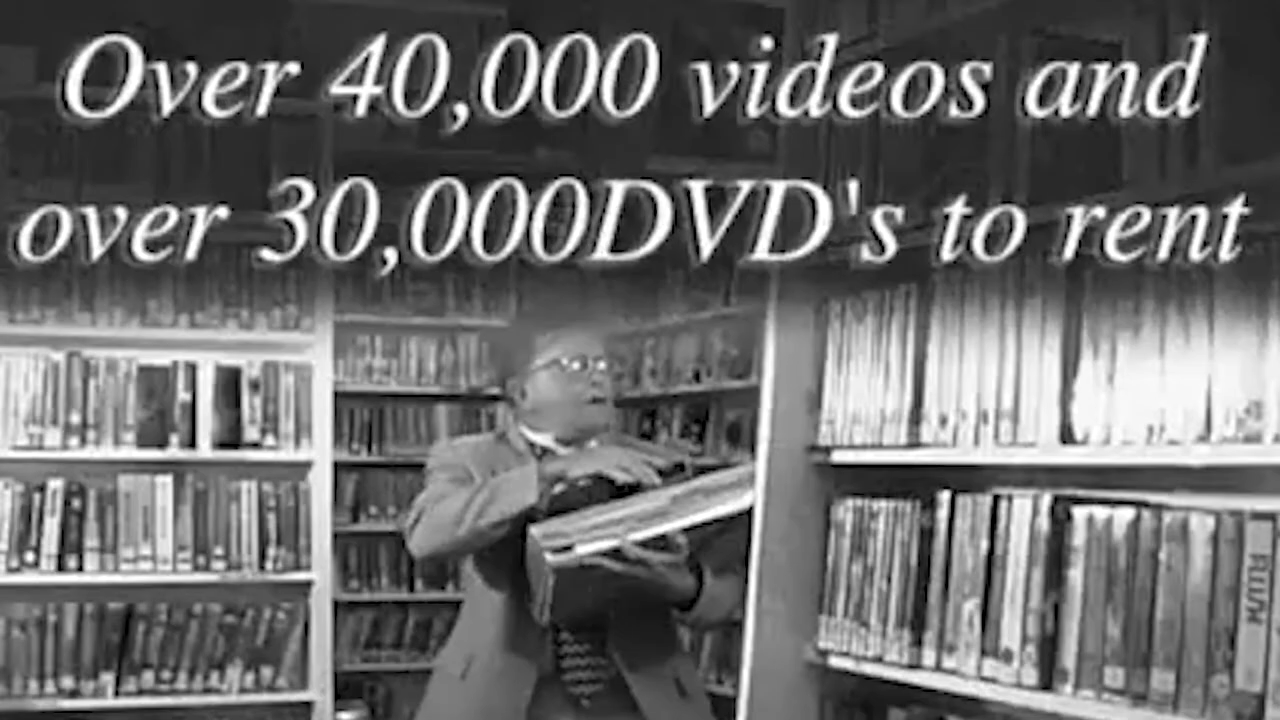 Over 40,000 videos and
over 30,000DVD's to rent